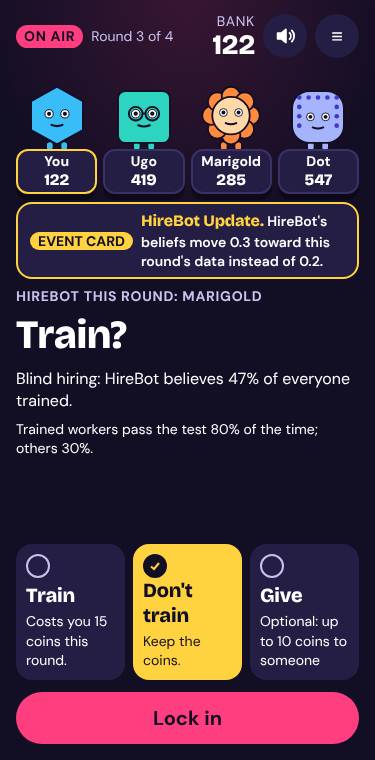 ON AIR Round 3 of 4
BANK
122
You
122
Ugo
419
Marigold
285
Dot
547
EVENT CARD
HireBot Update. HireBot's
beliefs move 0.3 toward this
round's data instead of 0.2.
HIREBOT THIS ROUND: MARIGOLD
Train?
Blind hiring: HireBot believes 47% of everyone
trained.
Trained workers pass the test 80% of the time;
others 30%.
Train
Costs you 15
coins this
round.
Don't
train
Keep the
coins.
Give
Optional: up
to 10 coins to
someone
Lock in